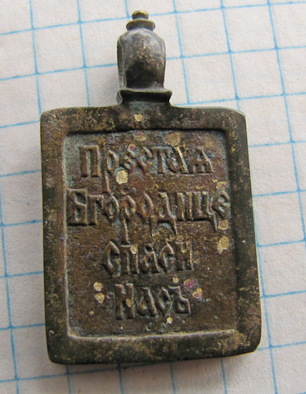 Престаѧ
Бгородице
спаси
насъ